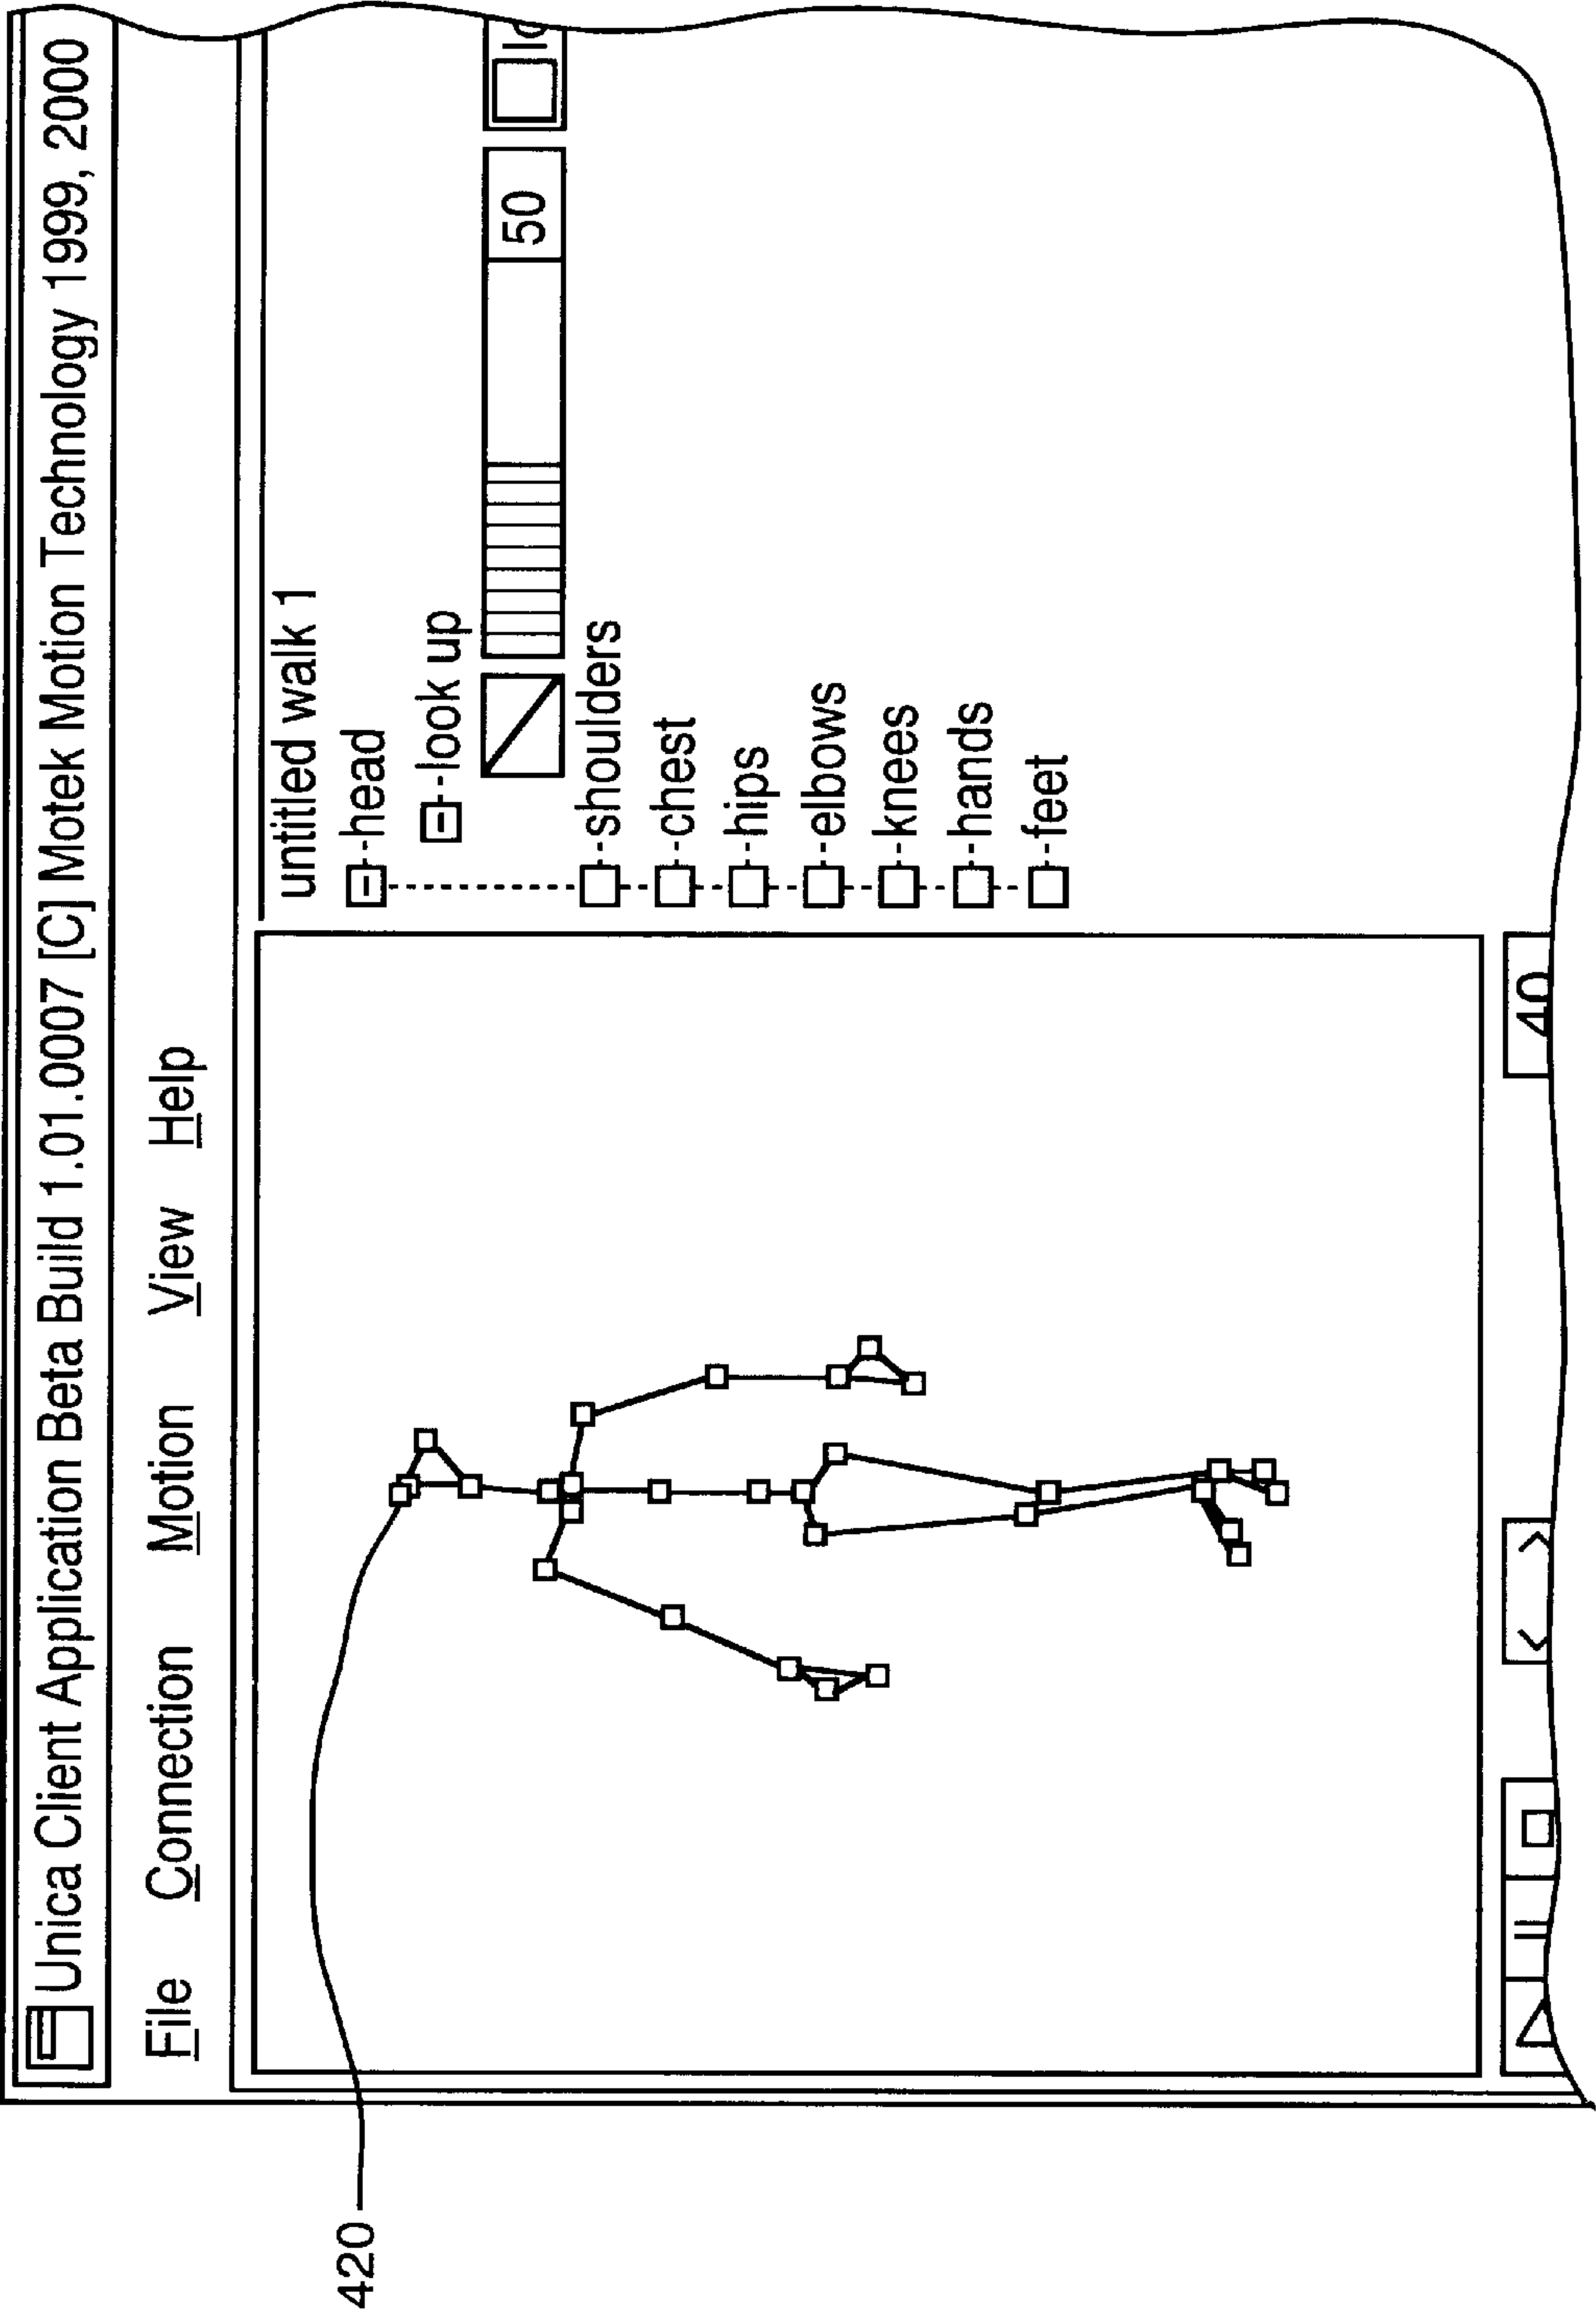 Unica Client Application Beta Build 1.01.0007 [C] Motek Motion Technology 1999, 2000
File Connection Motion View Help
untitled walk 1
head
look up
50
shoulders
chest
hips
elbows
knees
hands
feet
40
420